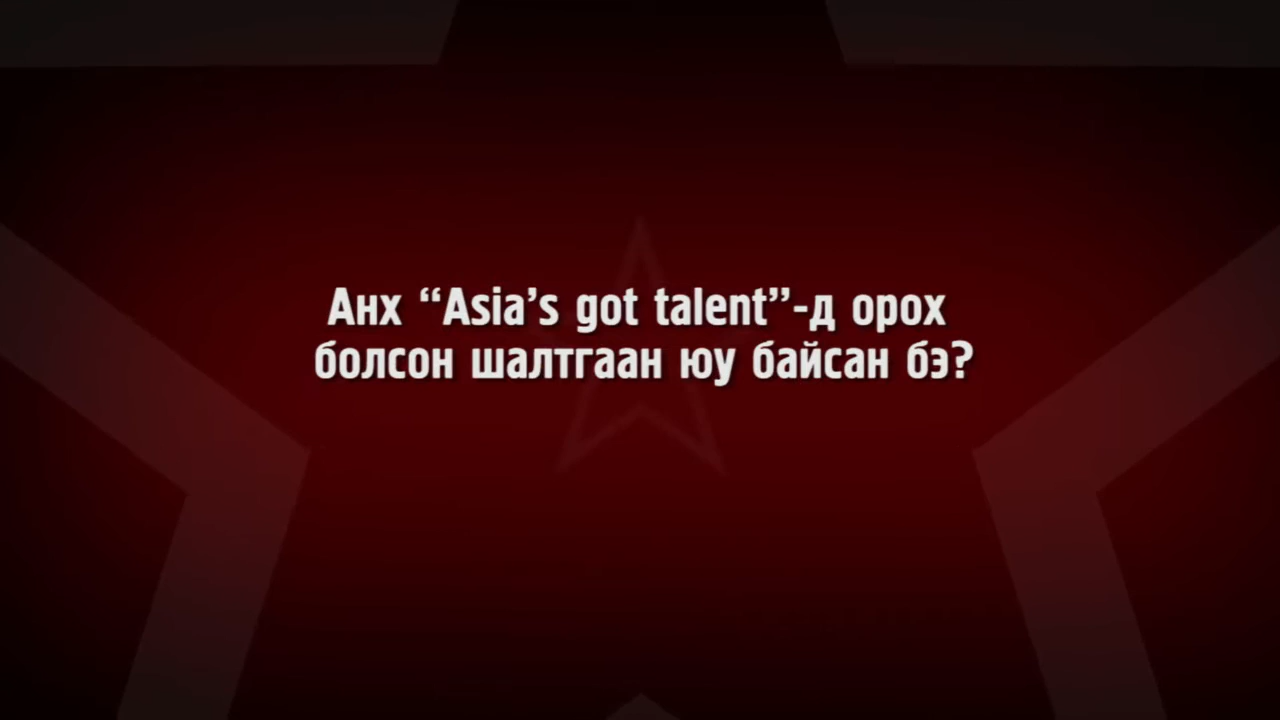 Анх “Asia’s got talent”-д орох
болсон шалтгаан юу байсан бэ?